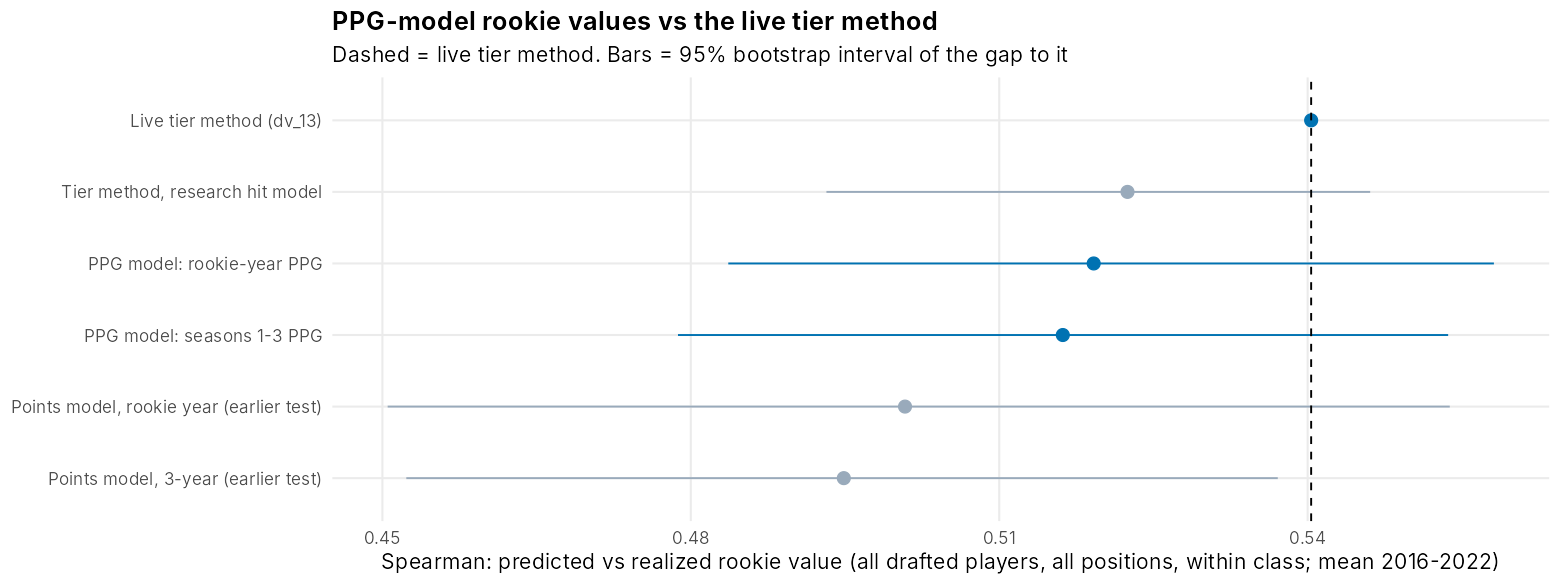 PPG-model rookie values vs the live tier method
Dashed = live tier method. Bars = 95% bootstrap interval of the gap to it
Live tier method (dv_13)
Tier method, research hit model
PPG model: rookie-year PPG
PPG model: seasons 1-3 PPG
Points model, rookie year (earlier test)
Points model, 3-year (earlier test)
0.45 0.48 0.51 0.54
Spearman: predicted vs realized rookie value (all drafted players, all positions, within class; mean 2016-2022)